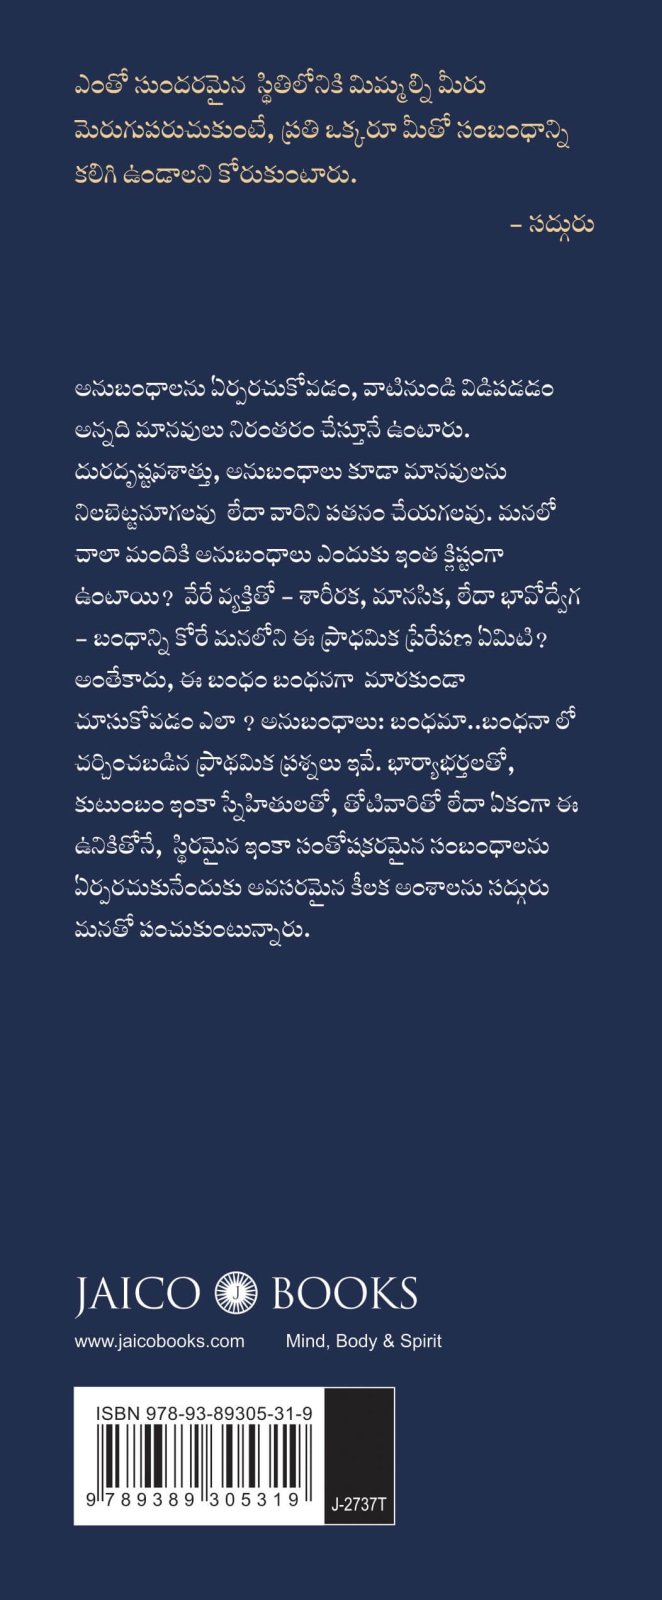 ఎంతో సుందరమైన స్థితిలోనికి మిమ్మల్ని మీరు
మెరుగుపరుచుకుంటే, ప్రతి ఒక్కరూ మీతో సంబంధాన్ని
కలిగి ఉండాలని కోరుకుంటారు.
– సద్గురు
అనుబంధాలను ఏర్పరచుకోవడం, వాటినుండి విడిపడడం
అన్నది మానవులు నిరంతరం చేస్తూనే ఉంటారు.
దురదృష్టవశాత్తు, అనుబంధాలు కూడా మానవులను
నిలబెట్టనూగలవు లేదా వారిని పతనం చేయగలవు. మనలో
చాలా మందికి అనుబంధాలు ఎందుకు ఇంత క్లిష్టంగా
ఉంటాయి? వేరే వ్యక్తితో – శారీరక, మానసిక, లేదా భావోద్వేగ
– బంధాన్ని కోరే మనలోని ఈ ప్రాథమిక ప్రేరేపణ ఏమిటి?
అంతేకాదు, ఈ బంధం బంధనగా మారకుండా
చూసుకోవడం ఎలా ? అనుబంధాలు: బంధమా..బంధనా లో
చర్చించబడిన ప్రాథమిక ప్రశ్నలు ఇవే. భార్యాభర్తలతో,
కుటుంబం ఇంకా స్నేహితులతో, తోటివారితో లేదా ఏకంగా ఈ
ఉనికితోనే, స్థిరమైన ఇంకా సంతోషకరమైన సంబంధాలను
ఏర్పరచుకునేందుకు అవసరమైన కీలక అంశాలను సద్గురు
మనతో పంచుకుంటున్నారు.
JAICO J BOOKS
www.jaicobooks.com Mind, Body & Spirit
ISBN 978-93-89305-31-9
9 789389 305319
J-2737T